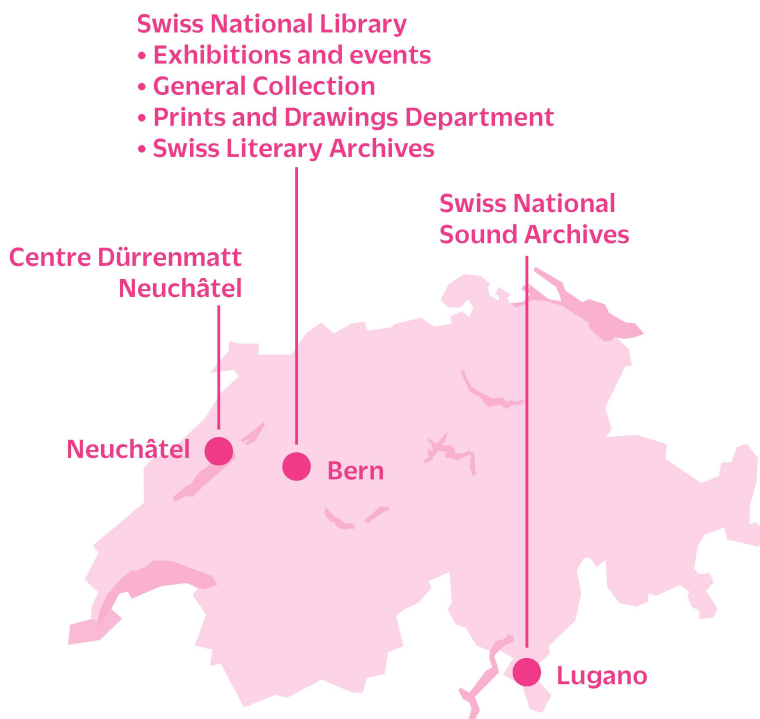 Swiss National Library
• Exhibitions and events
• General Collection
• Prints and Drawings Department
• Swiss Literary Archives
Swiss National
Sound Archives
Centre Dürrenmatt
Neuchâtel
Neuchâtel
Bern
Lugano